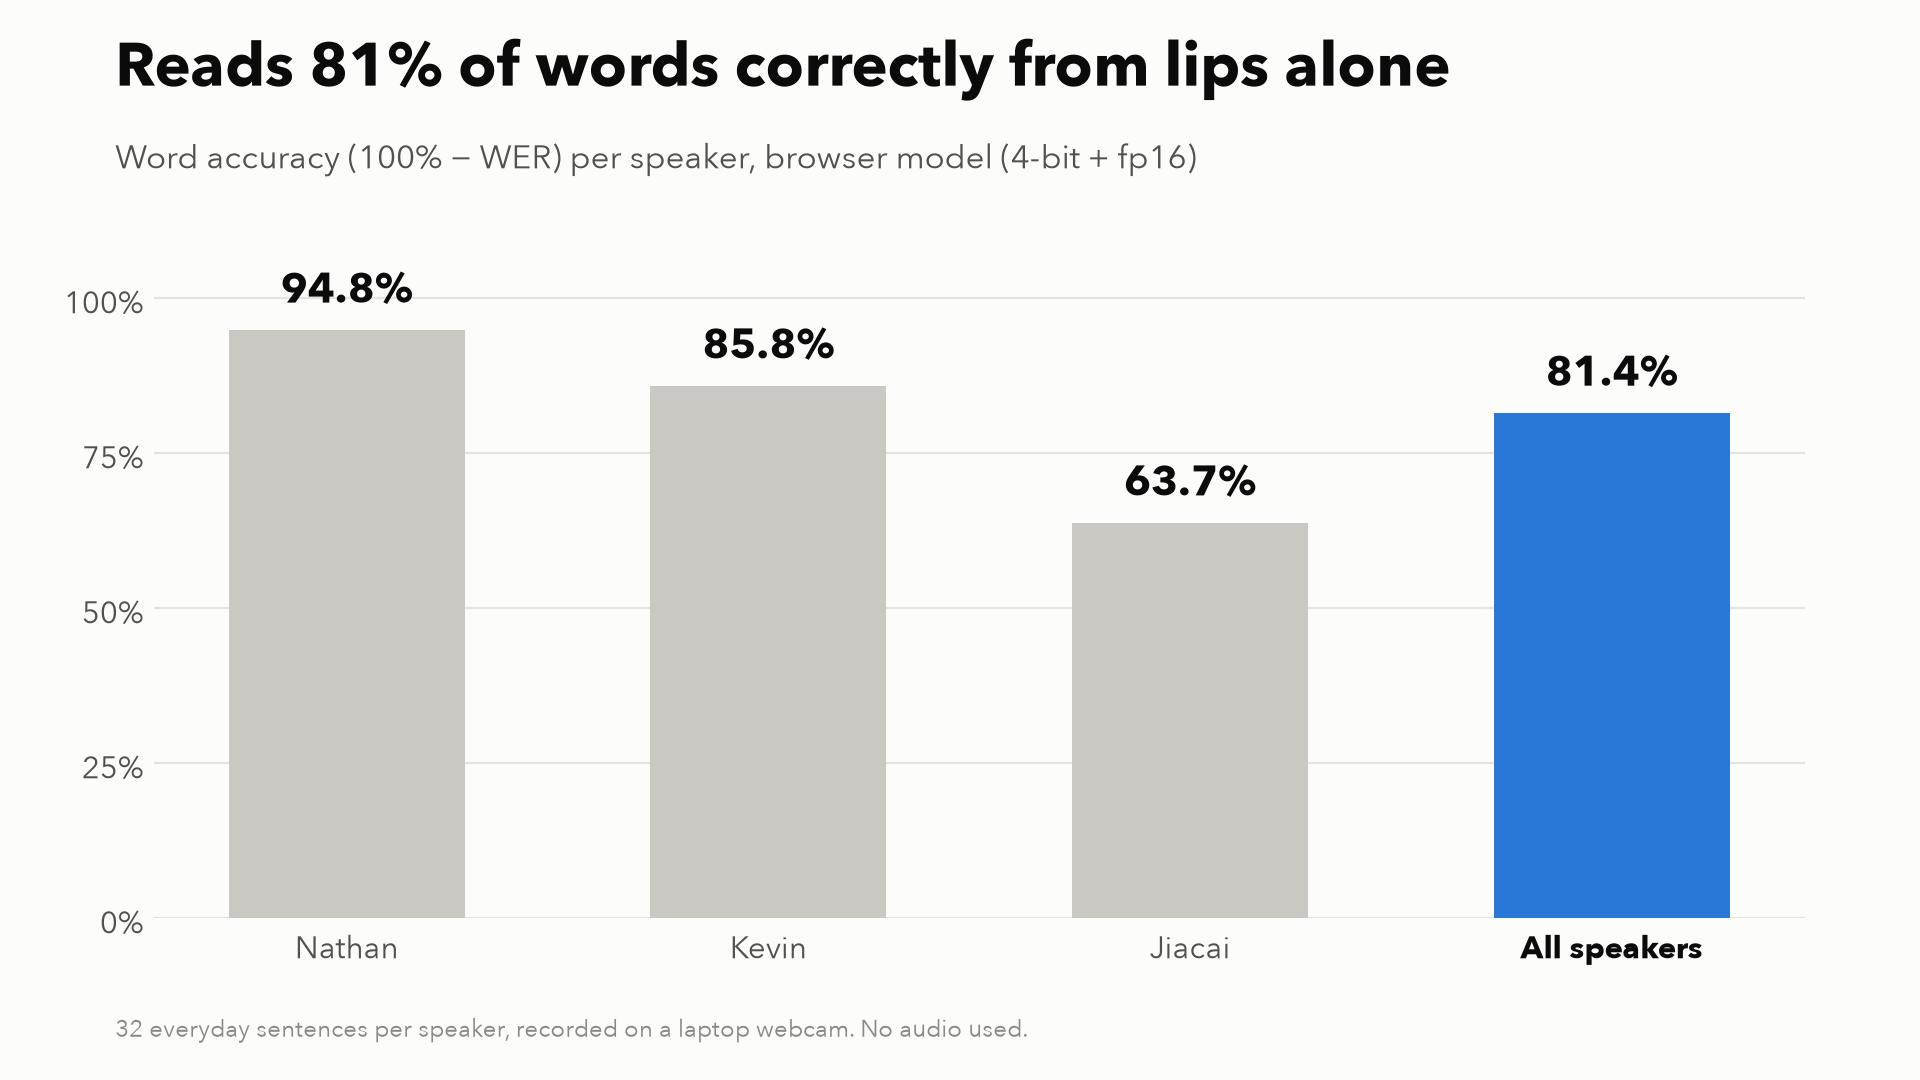 Reads 81% of words correctly from lips alone
Word accuracy (100% − WER) per speaker, browser model (4-bit + fp16)
100%
75%
50%
25%
0%
94.8%
85.8%
63.7%
81.4%
Nathan
Kevin
Jiacai
All speakers
32 everyday sentences per speaker, recorded on a laptop webcam. No audio used.